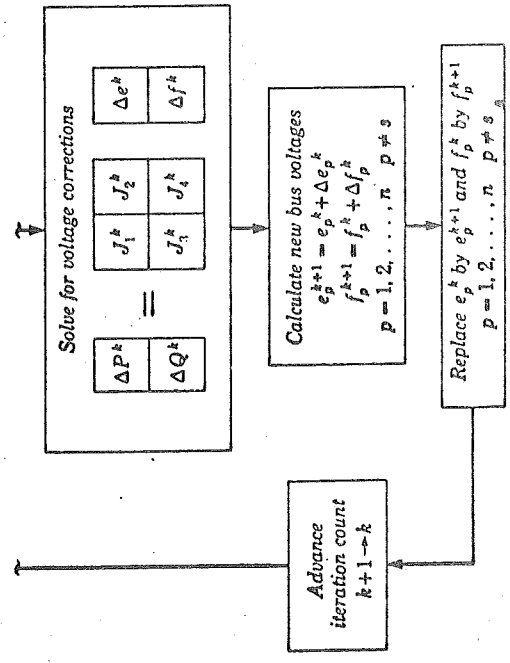 Solve for voltage corrections
ΔP^k = J_1^k J_2^k Δe^k
ΔQ^k J_3^k J_4^k Δf^k
Calculate new bus voltages
e_p^{k+1} = e_p^k + Δe_p^k
f_p^{k+1} = f_p^k + Δf_p^k
p = 1, 2, ..., n p ≠ s
Replace e_p^k by e_p^{k+1} and f_p^k by f_p^{k+1}
p = 1, 2, ..., n p ≠ s
Advance
iteration count
k+1→k